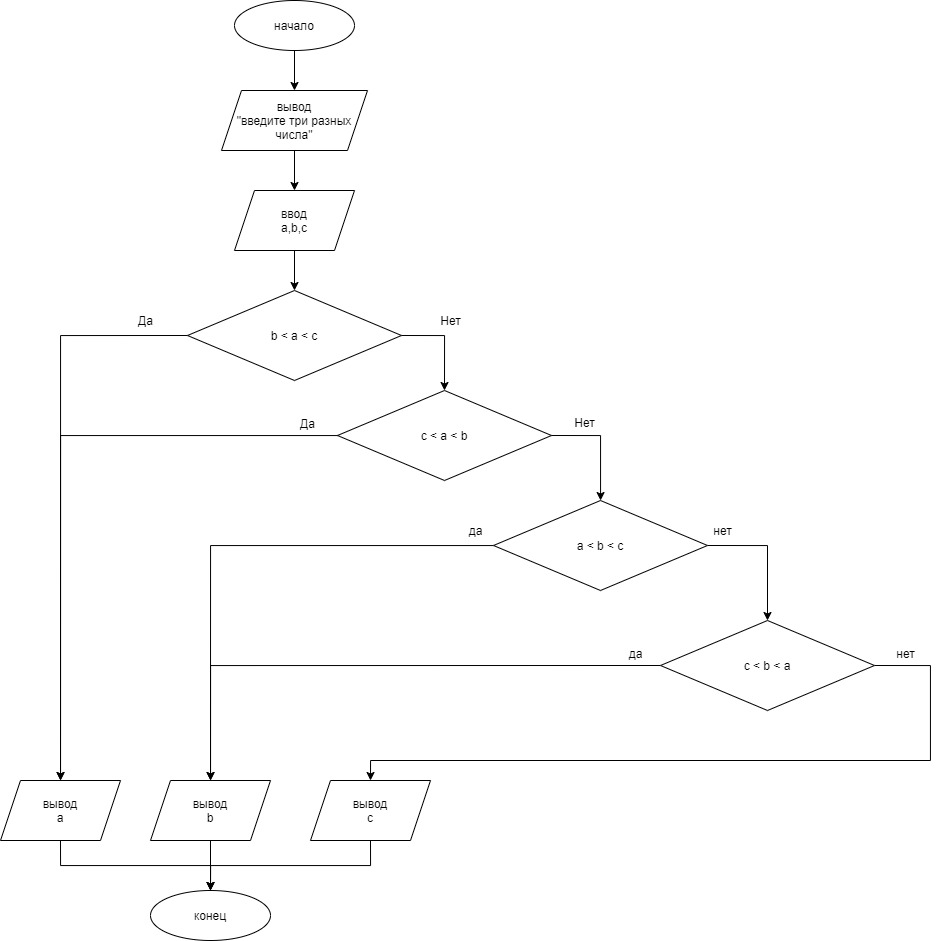 начало
вывод
"введите три разных
числа"
ввод
a,b,c
Да
b < a < c
Нет
Да
c < a < b
Нет
да
a < b < c
нет
да
c < b < a
нет
вывод
a
вывод
b
вывод
c
конец